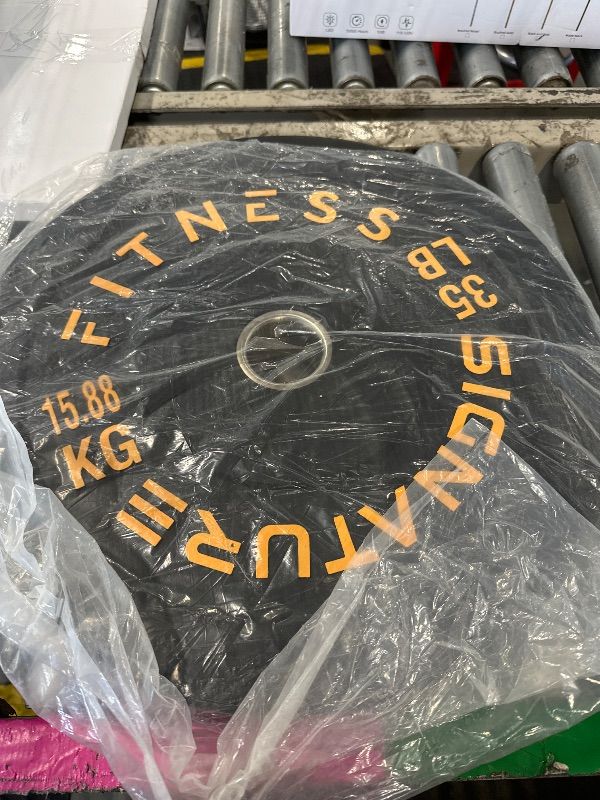 FITNESS
35
LB
SIGNATURE
15.88
KG